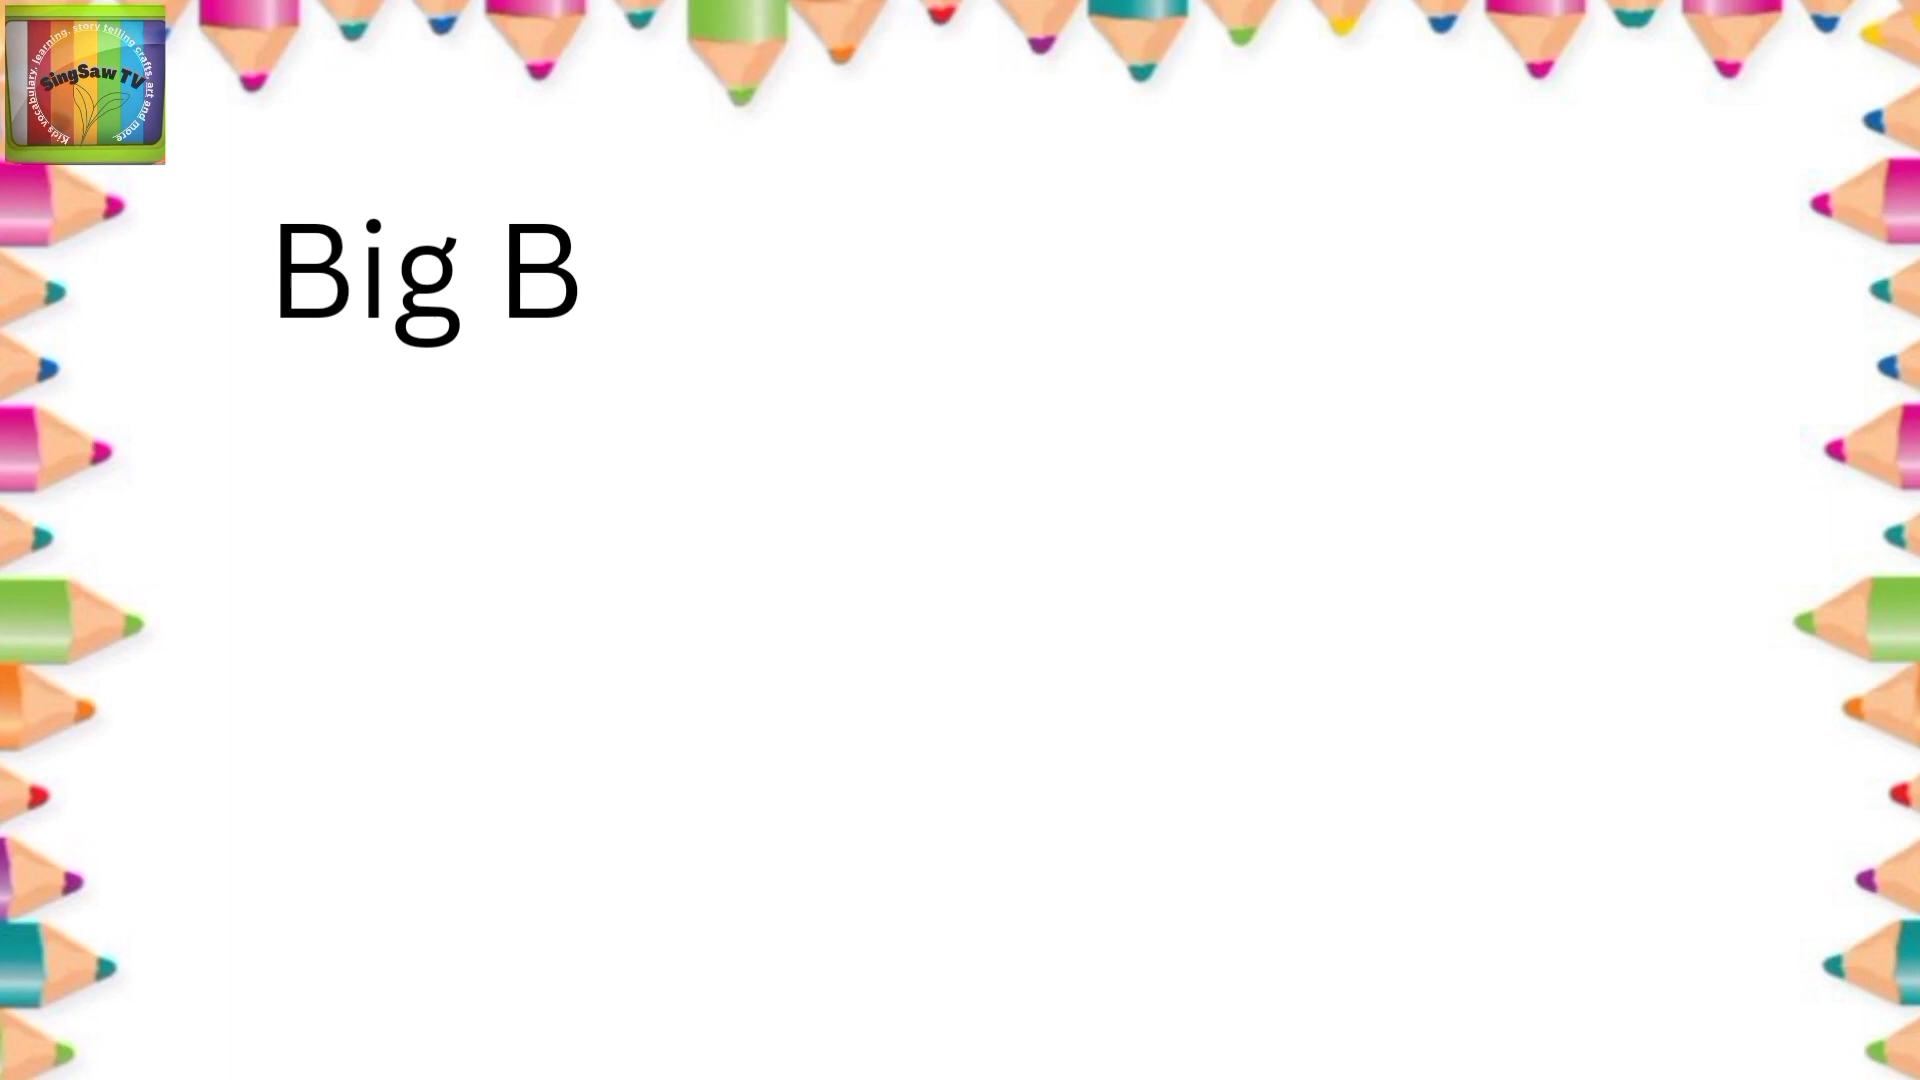 SingSaw TV
Kids vocabulary, learning, story telling crafts, art and more
Big B